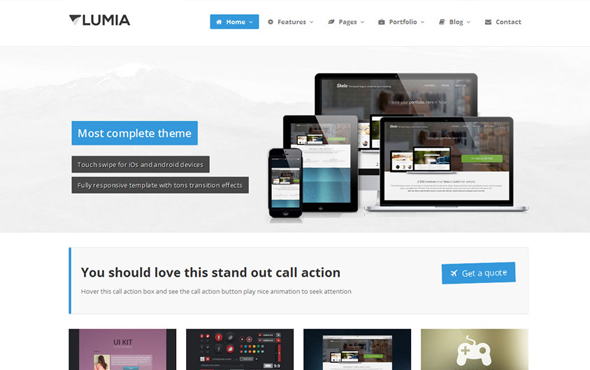 LUMIA
Home Features Pages Portfolio Blog Contact
Most complete theme
Touch swipe for iOs and android devices
Fully responsive template with tons transition effects
You should love this stand out call action
Get a quote
Hover this call action box and see the call action button play nice animation to seek attention
UI KIT